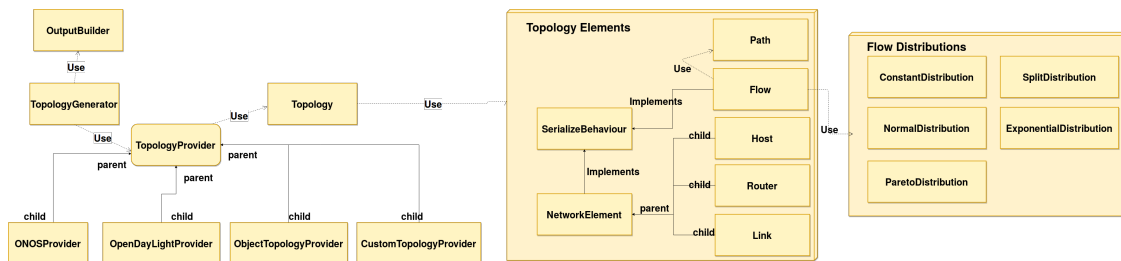 OutputBuilder
Use
TopologyGenerator
Use
TopologyProvider
Use
Topology
Use
parent
parent
parent
child
child
child
child
ONOSProvider
OpenDayLightProvider
ObjectTopologyProvider
CustomTopologyProvider
Topology Elements
Path
Use
Flow
Implements
SerializeBehaviour
Implements
NetworkElement
parent
child
Host
child
Router
child
Link
Use
Flow Distributions
ConstantDistribution
SplitDistribution
NormalDistribution
ExponentialDistribution
ParetoDistribution